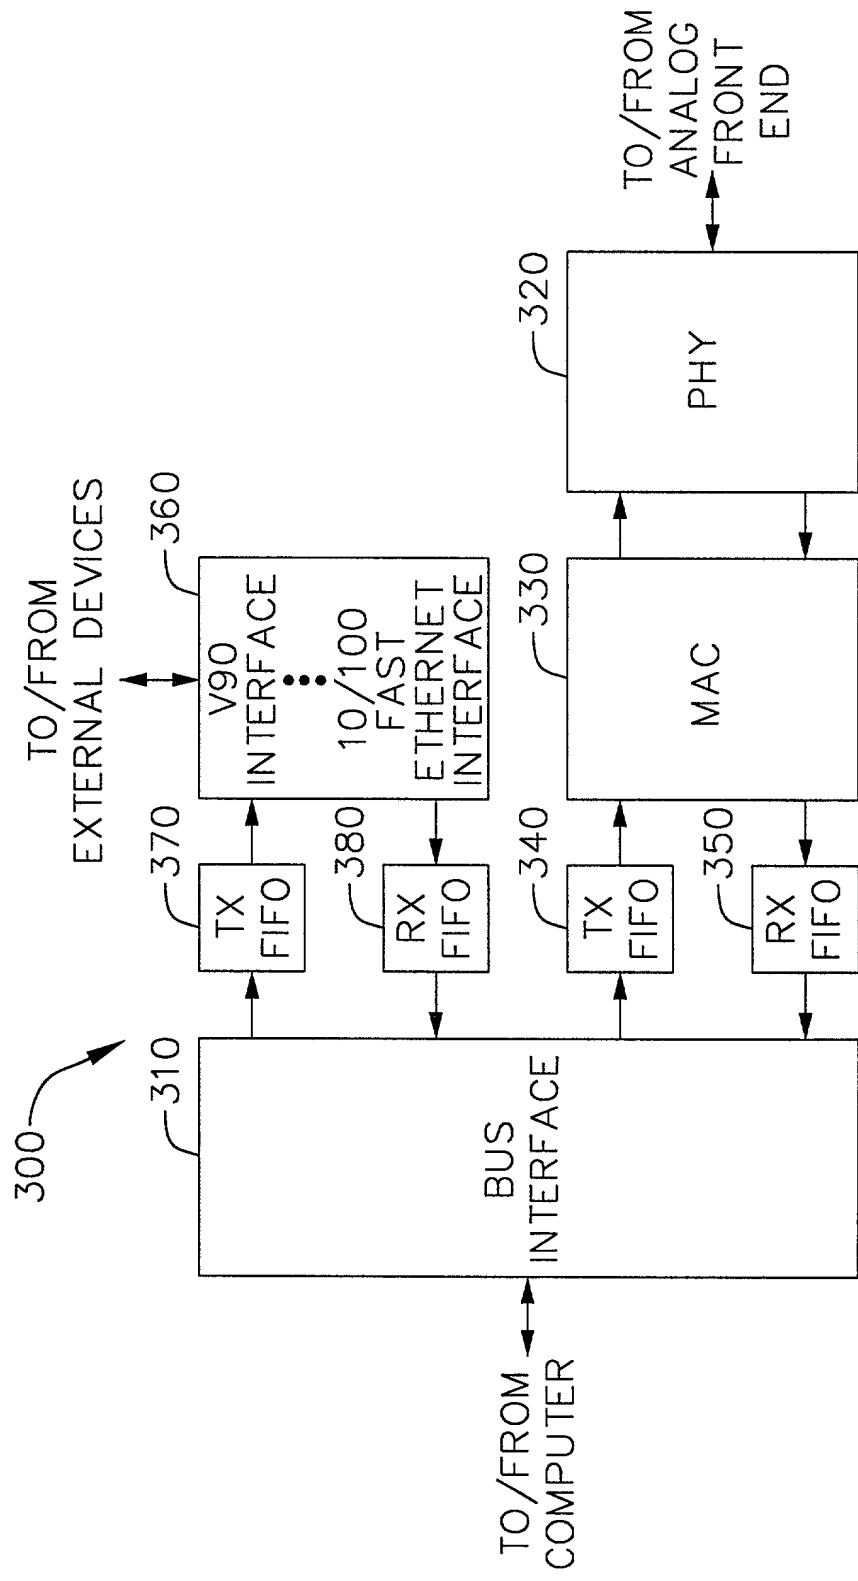 300
TO/FROM
COMPUTER
310
BUS
INTERFACE
370
TX
FIFO
380
RX
FIFO
340
TX
FIFO
350
RX
FIFO
TO/FROM
EXTERNAL DEVICES
360
V90
INTERFACE
10/100
FAST
ETHERNET
INTERFACE
330
MAC
320
PHY
TO/FROM
ANALOG
FRONT
END